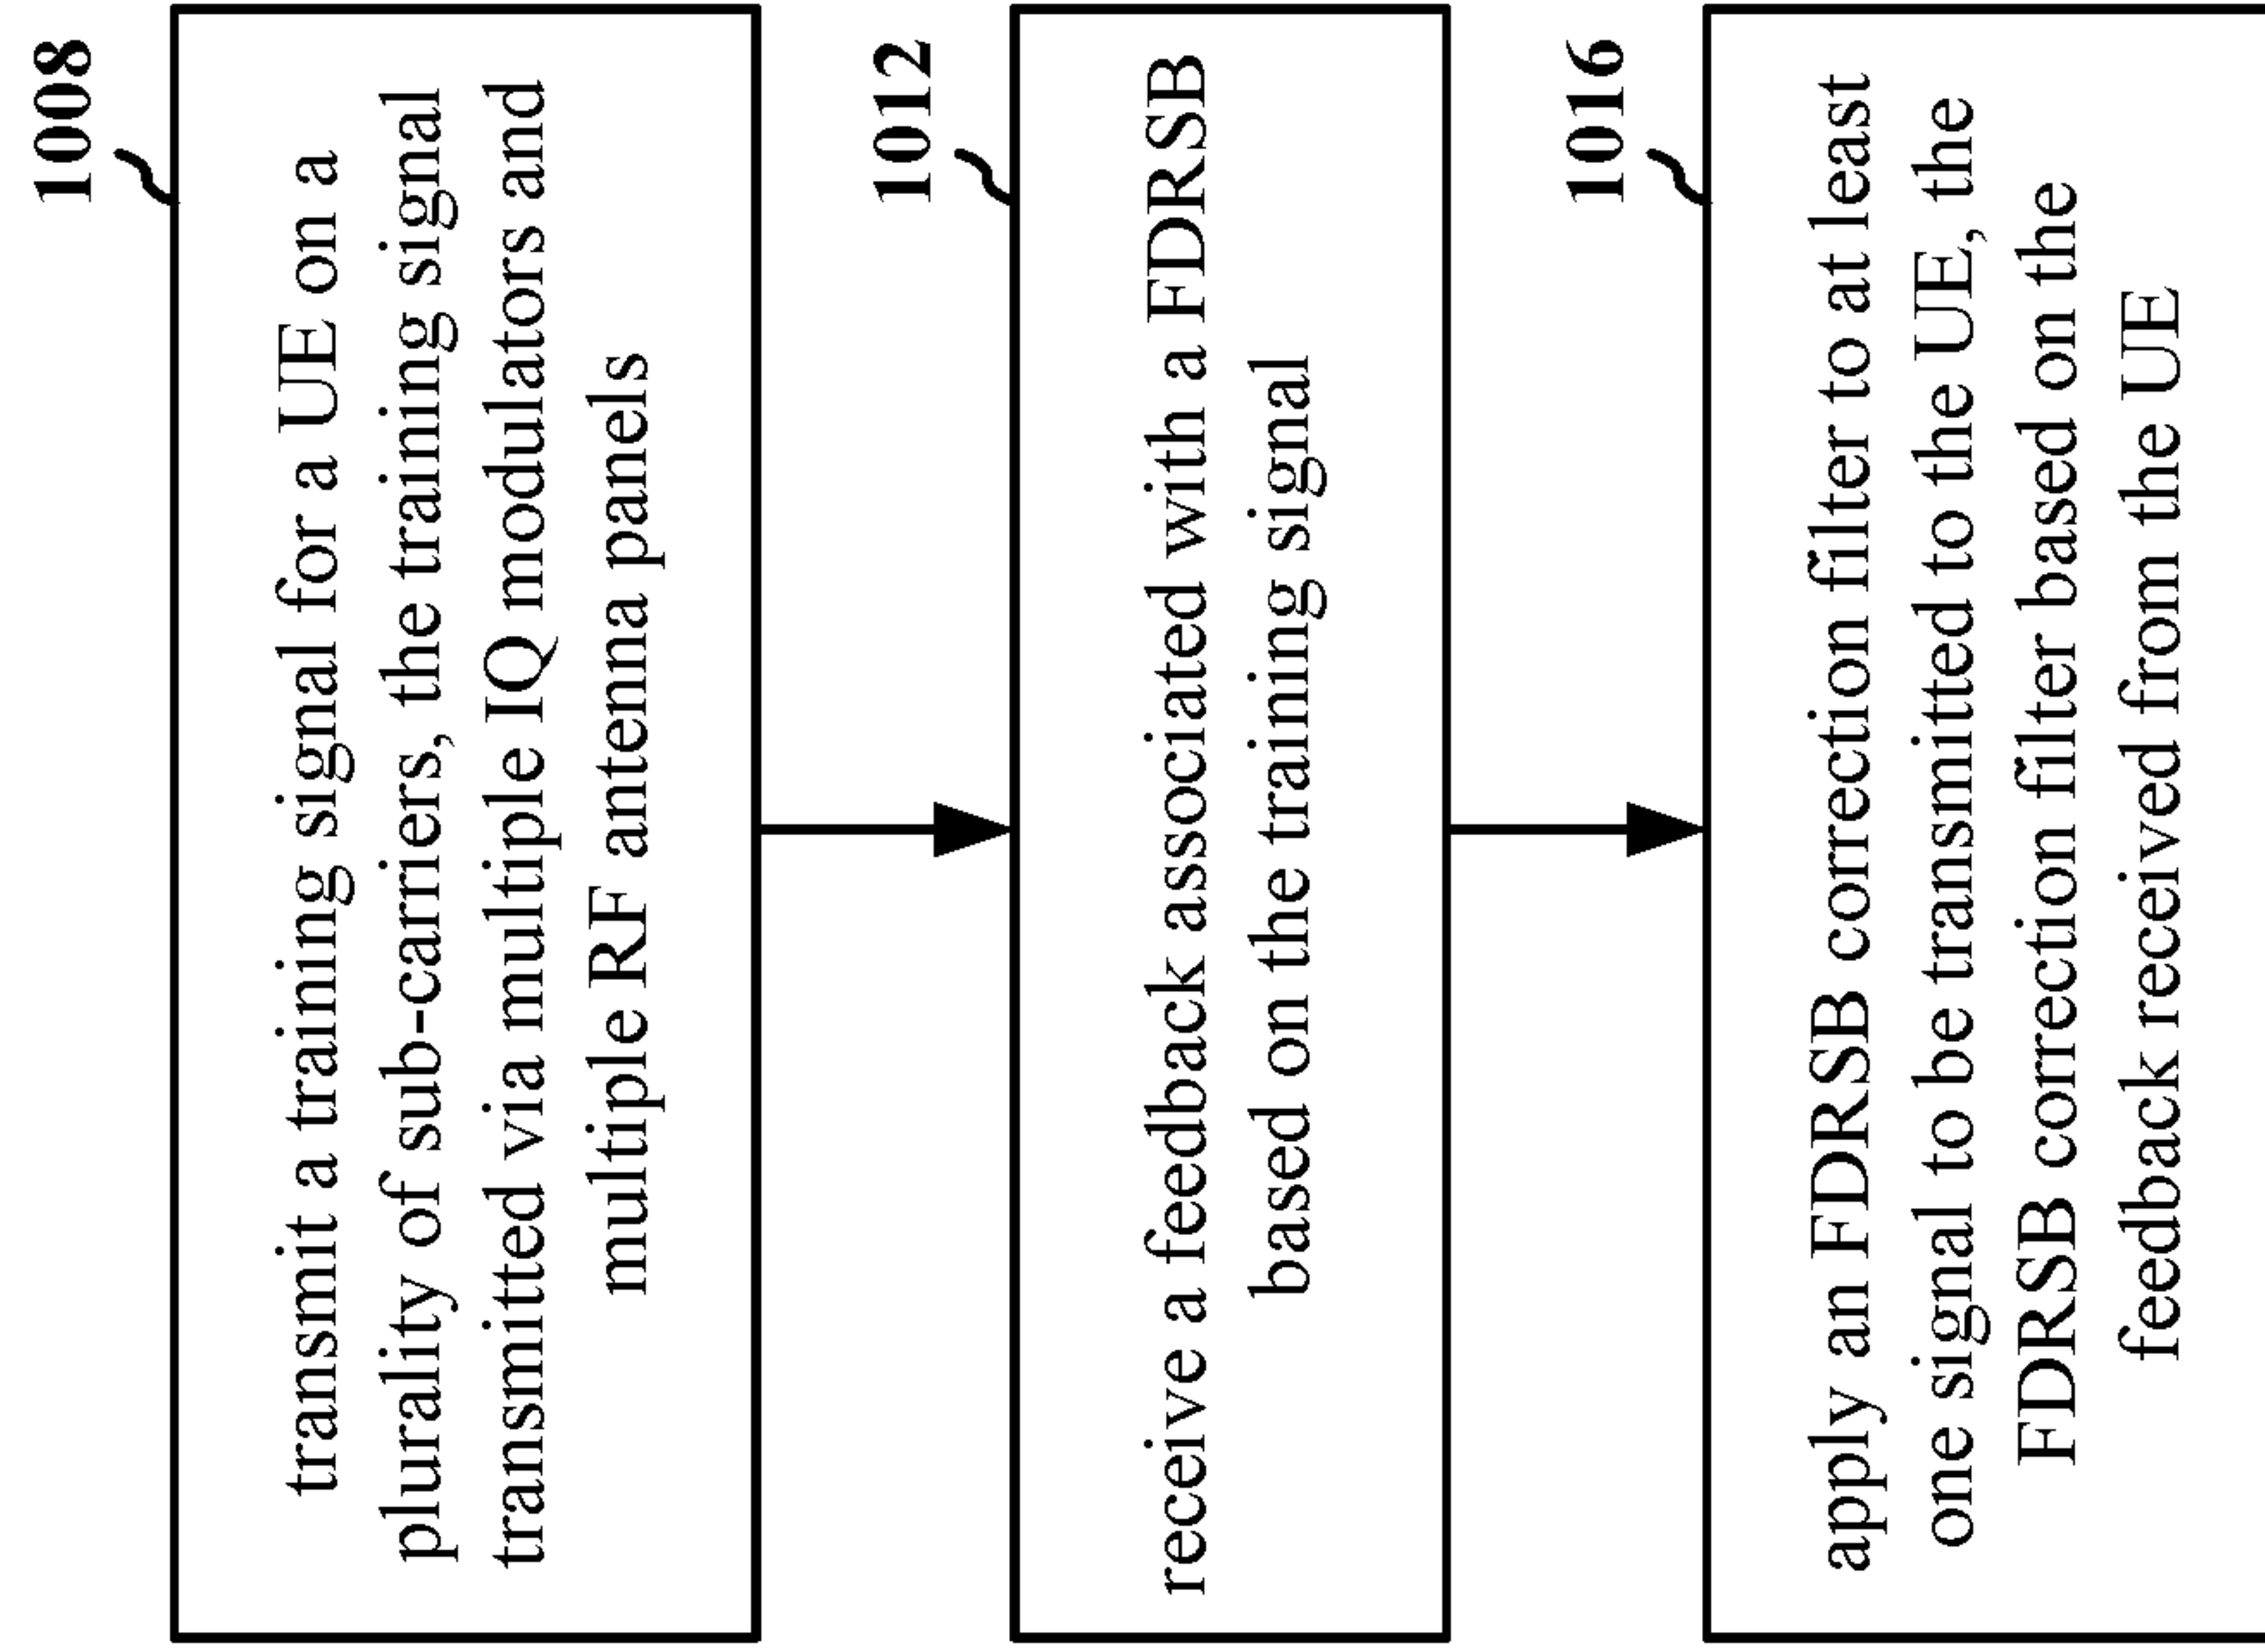 1008
transmit a training signal for a UE on a
plurality of sub-carriers, the training signal
transmitted via multiple IQ modulators and
multiple RF antenna panels
1012
receive a feedback associated with a FDRSB
based on the training signal
1016
apply an FDRSB correction filter to at least
one signal to be transmitted to the UE, the
FDRSB correction filter based on the
feedback received from the UE